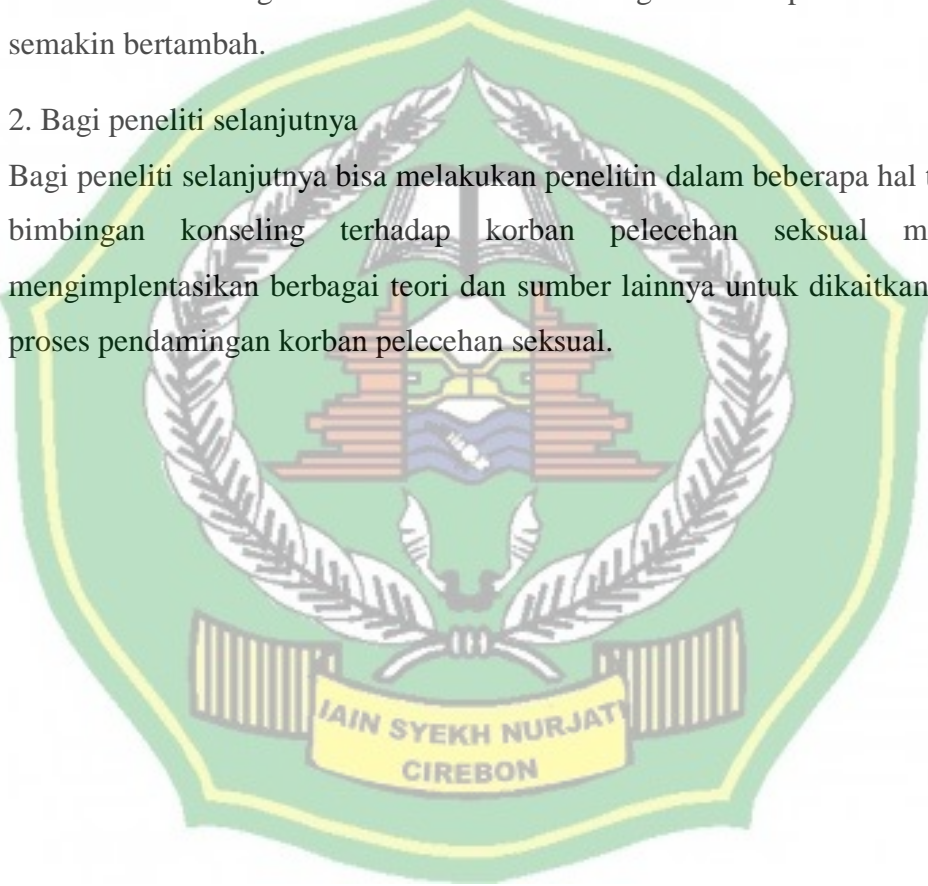 semakin bertambah.
2. Bagi peneliti selanjutnya
Bagi peneliti selanjutnya bisa melakukan penelitin dalam beberapa hal
bimbingan konseling terhadap korban pelecehan seksual
mengimplentasikan berbagai teori dan sumber lainnya untuk dikaitkan
proses pendamingan korban pelecehan seksual.
IAIN SYEKH NURJATI
CIREBON